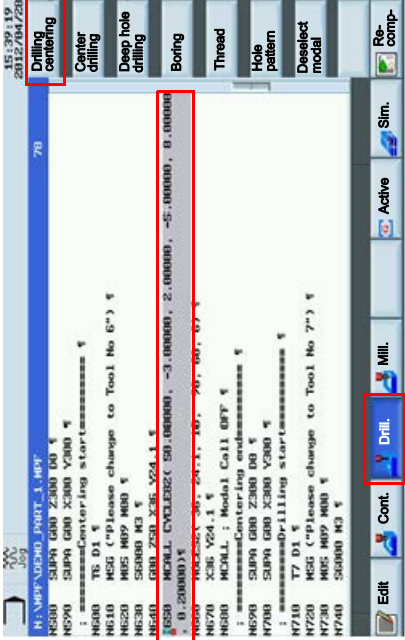 Jog
15:39:19
2012/04/28
N:\MPF\DEMO_PART_1.MPF 78
N580 SUPA G00 Z300 D0 ¶
N590 SUPA G00 X300 Y300 ¶
; ========Centering start======== ¶
N600 T6 D1 ¶
N610 MSG ("Please change to Tool No 6") ¶
N620 M05 M09 M00 ¶
N630 S6000 M3 ¶
N640 G00 Z50 X36 Y24.1 ¶
N650 MCALL CYCLE82( 50.00000, -3.00000, 2.00000, -5.00000, 0.00000
, 0.20000)¶
N670 X36 Y24.1 ¶
N680 MCALL ; Modal Call OFF ¶
; ========Centering end======== ¶
N690 SUPA G00 Z300 D0 ¶
N700 SUPA G00 X300 Y300 ¶
; ========Drilling start======== ¶
N710 T7 D1 ¶
N720 MSG ("Please change to Tool No 7") ¶
N730 M05 M09 M00 ¶
N740 S6000 M3 ¶
Drilling
centering
Center
drilling
Deep hole
drilling
Boring
Thread
Hole
pattern
Deselect
modal
Edit
Cont.
Drill.
Mill.
Active
Sim.
Re-
comp-